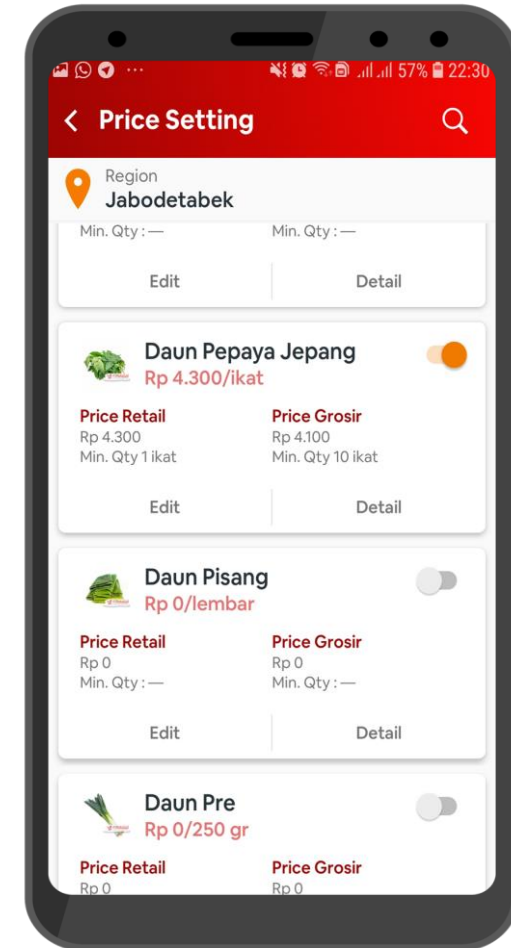 57% 22:30
Price Setting
Region
Jabodetabek
Min. Qty : — Min. Qty : —
Edit Detail
Daun Pepaya Jepang
Rp 4.300/ikat
Price Retail Price Grosir
Rp 4.300 Rp 4.100
Min. Qty 1 ikat Min. Qty 10 ikat
Edit Detail
Daun Pisang
Rp 0/lembar
Price Retail Price Grosir
Rp 0 Rp 0
Min. Qty : — Min. Qty : —
Edit Detail
Daun Pre
Rp 0/250 gr
Price Retail Price Grosir
Rp 0 Rp 0